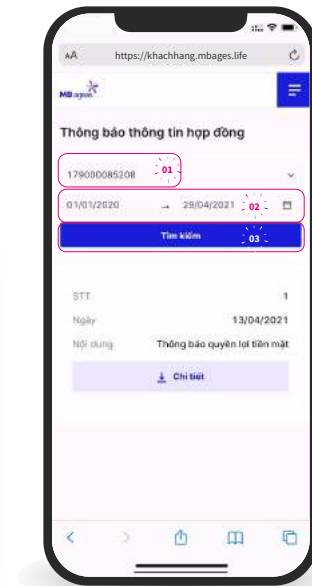 AA https://khachhang.mbages.life
MB ageas
Thông báo thông tin hợp đồng
179000085208 01
01/01/2020 → 29/04/2021 02
Tìm kiếm 03
STT 1
Ngày 13/04/2021
Nội dung Thông báo quyền lợi tiền mặt
Chi tiết